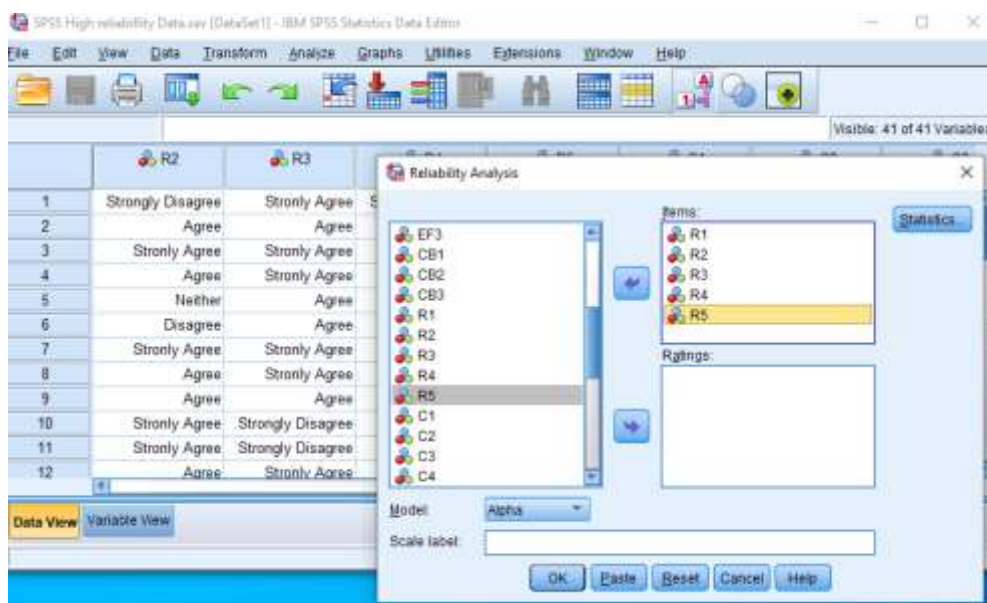 SPSS High reliability Data.sav [DataSet1] - IBM SPSS Statistics Data Editor
File Edit View Data Transform Analyze Graphs Utilities Extensions Window Help
Visible: 41 of 41 Variables
R2 R3
1 Strongly Disagree Stronly Agree S
2 Agree Agree
3 Stronly Agree Stronly Agree
4 Agree Stronly Agree
5 Neither Agree
6 Disagree Agree
7 Stronly Agree Stronly Agree
8 Agree Stronly Agree
9 Agree Agree
10 Stronly Agree Strongly Disagree
11 Stronly Agree Strongly Disagree
12 Agree Stronly Agree
Data View Variable View
Reliability Analysis
EF3
CB1
CB2
CB3
R1
R2
R3
R4
R5
C1
C2
C3
C4
Items:
R1
R2
R3
R4
R5
Statistics...
Ratings:
Model: Alpha
Scale label:
OK Paste Reset Cancel Help